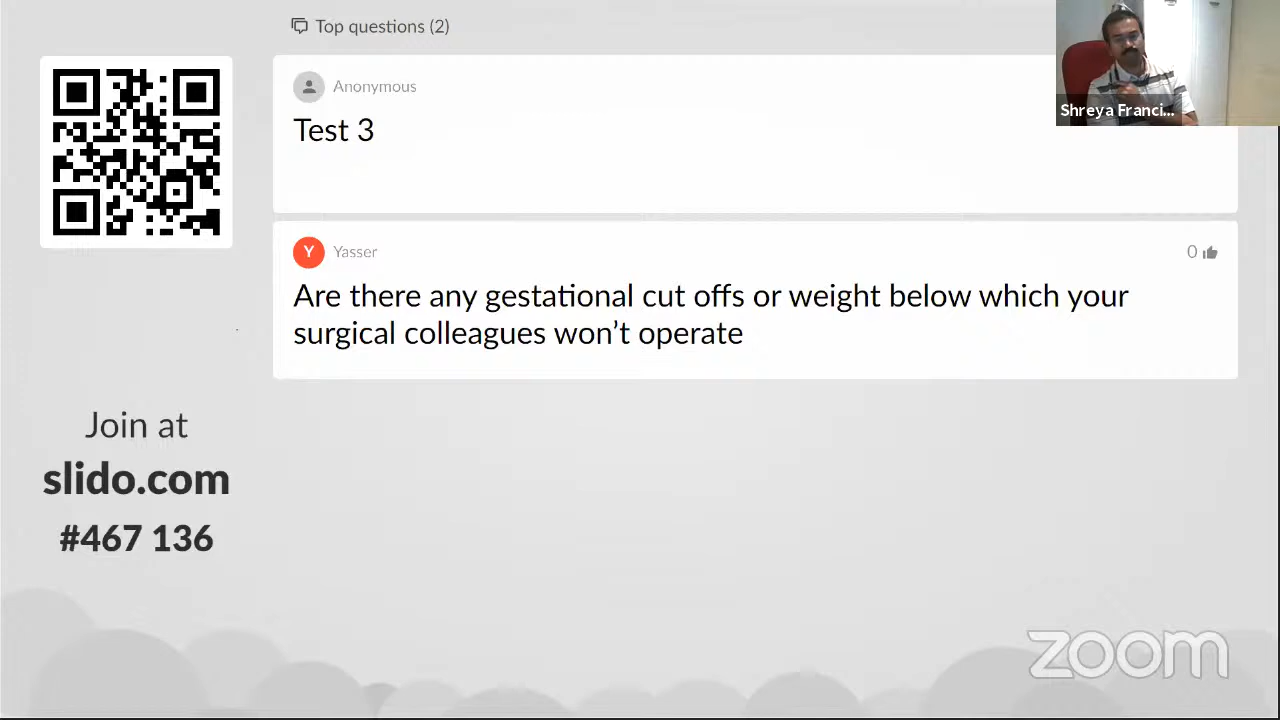 Top questions (2)
Anonymous
Test 3
Shreya Franci...
Y
Yasser
0
Are there any gestational cut offs or weight below which your
surgical colleagues won’t operate
Join at
slido.com
#467 136
zoom